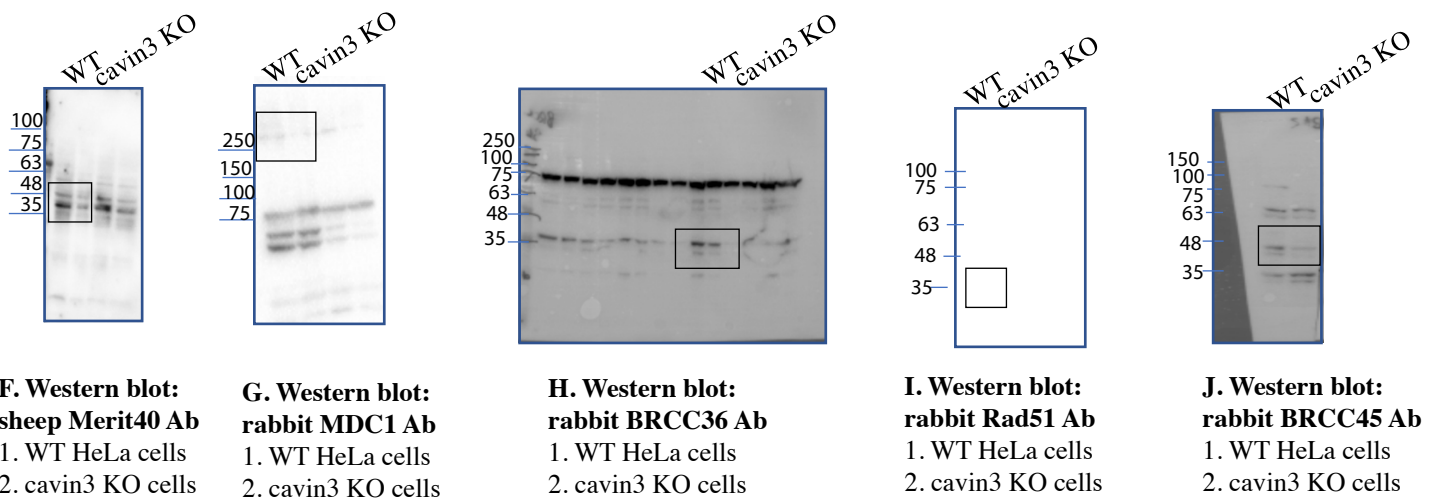 WT cavin3 KO
100
75
63
48
35
F. Western blot:
sheep Merit40 Ab
1. WT HeLa cells
2. cavin3 KO cells
WT cavin3 KO
250
150
100
75
G. Western blot:
rabbit MDC1 Ab
1. WT HeLa cells
2. cavin3 KO cells
WT cavin3 KO
250
100
75
63
48
35
H. Western blot:
rabbit BRCC36 Ab
1. WT HeLa cells
2. cavin3 KO cells
WT cavin3 KO
100
75
63
48
35
I. Western blot:
rabbit Rad51 Ab
1. WT HeLa cells
2. cavin3 KO cells
WT cavin3 KO
150
100
75
63
48
35
J. Western blot:
rabbit BRCC45 Ab
1. WT HeLa cells
2. cavin3 KO cells